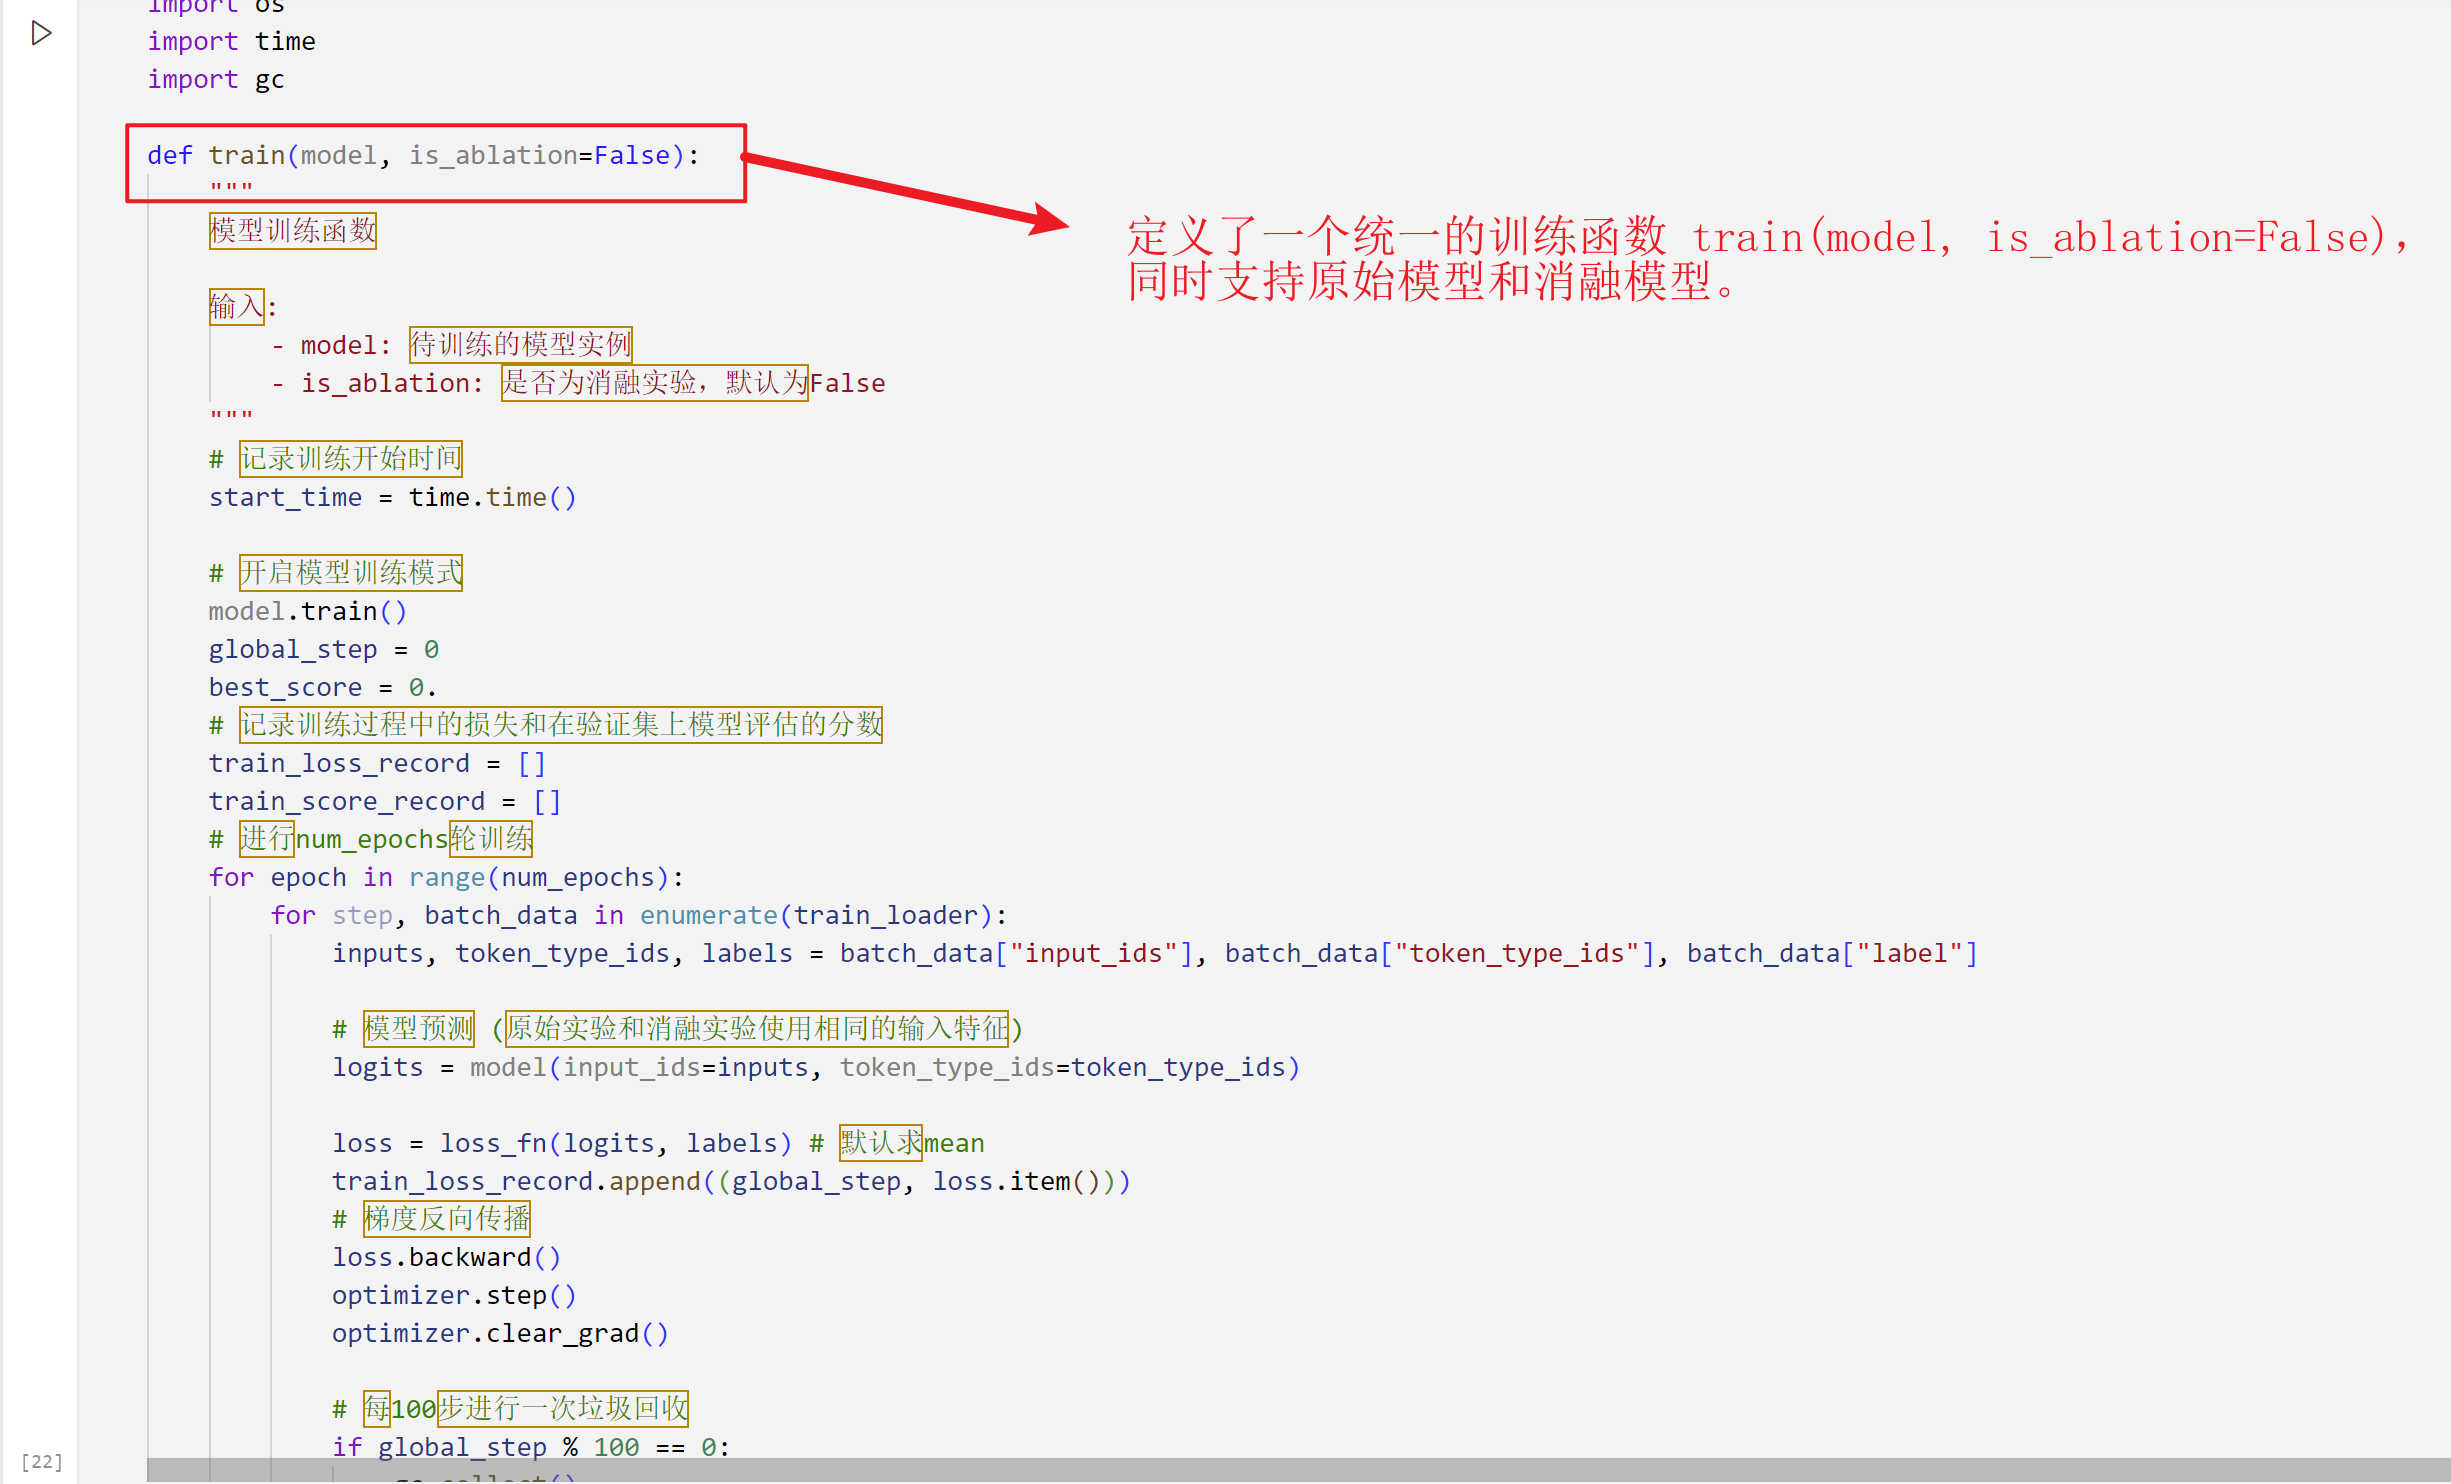 import os
import time
import gc
def train(model, is_ablation=False):
"""
定义了一个统一的训练函数 train(model, is_ablation=False),
同时支持原始模型和消融模型。
模型训练函数
输入:
- model: 待训练的模型实例
- is_ablation: 是否为消融实验，默认为False
"""
# 记录训练开始时间
start_time = time.time()
# 开启模型训练模式
model.train()
global_step = 0
best_score = 0.
# 记录训练过程中的损失和在验证集上模型评估的分数
train_loss_record = []
train_score_record = []
# 进行num_epochs轮训练
for epoch in range(num_epochs):
for step, batch_data in enumerate(train_loader):
inputs, token_type_ids, labels = batch_data["input_ids"], batch_data["token_type_ids"], batch_data["label"]
# 模型预测 (原始实验和消融实验使用相同的输入特征)
logits = model(input_ids=inputs, token_type_ids=token_type_ids)
loss = loss_fn(logits, labels) # 默认求mean
train_loss_record.append((global_step, loss.item()))
# 梯度反向传播
loss.backward()
optimizer.step()
optimizer.clear_grad()
# 每100步进行一次垃圾回收
if global_step % 100 == 0:
gc.collect()
[22]